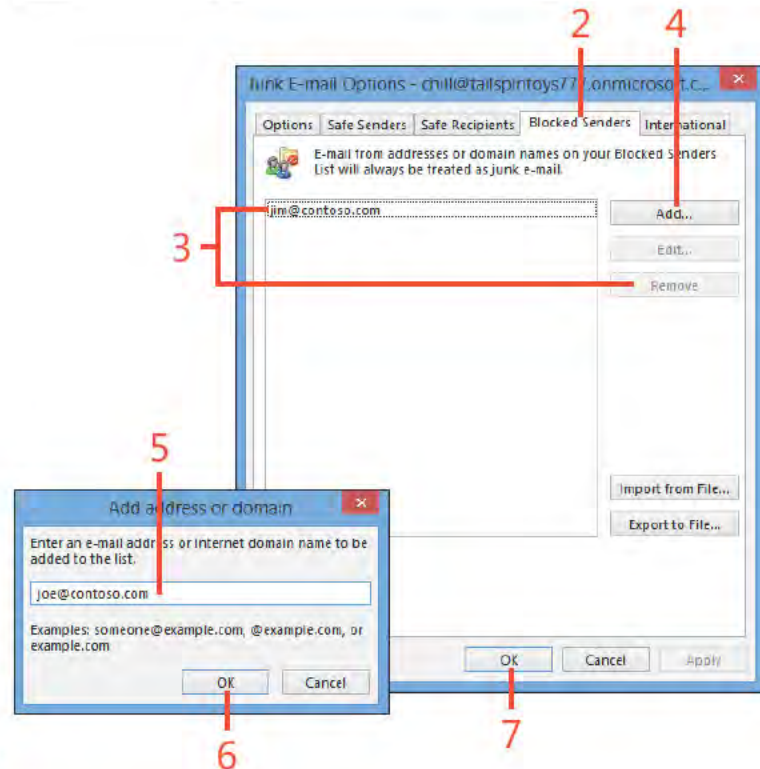 2 4
Junk E-mail Options - chill@tailspintoys777.onmicrosoft.c...
Options Safe Senders Safe Recipients Blocked Senders International
E-mail from addresses or domain names on your Blocked Senders
List will always be treated as junk e-mail.
jim@contoso.com
Add...
3
Edit...
Remove
5
Import from File...
Export to File...
Add address or domain
Enter an e-mail address or Internet domain name to be
added to the list.
joe@contoso.com
Examples: someone@example.com, @example.com, or
example.com
OK Cancel
OK Cancel Apply
6 7